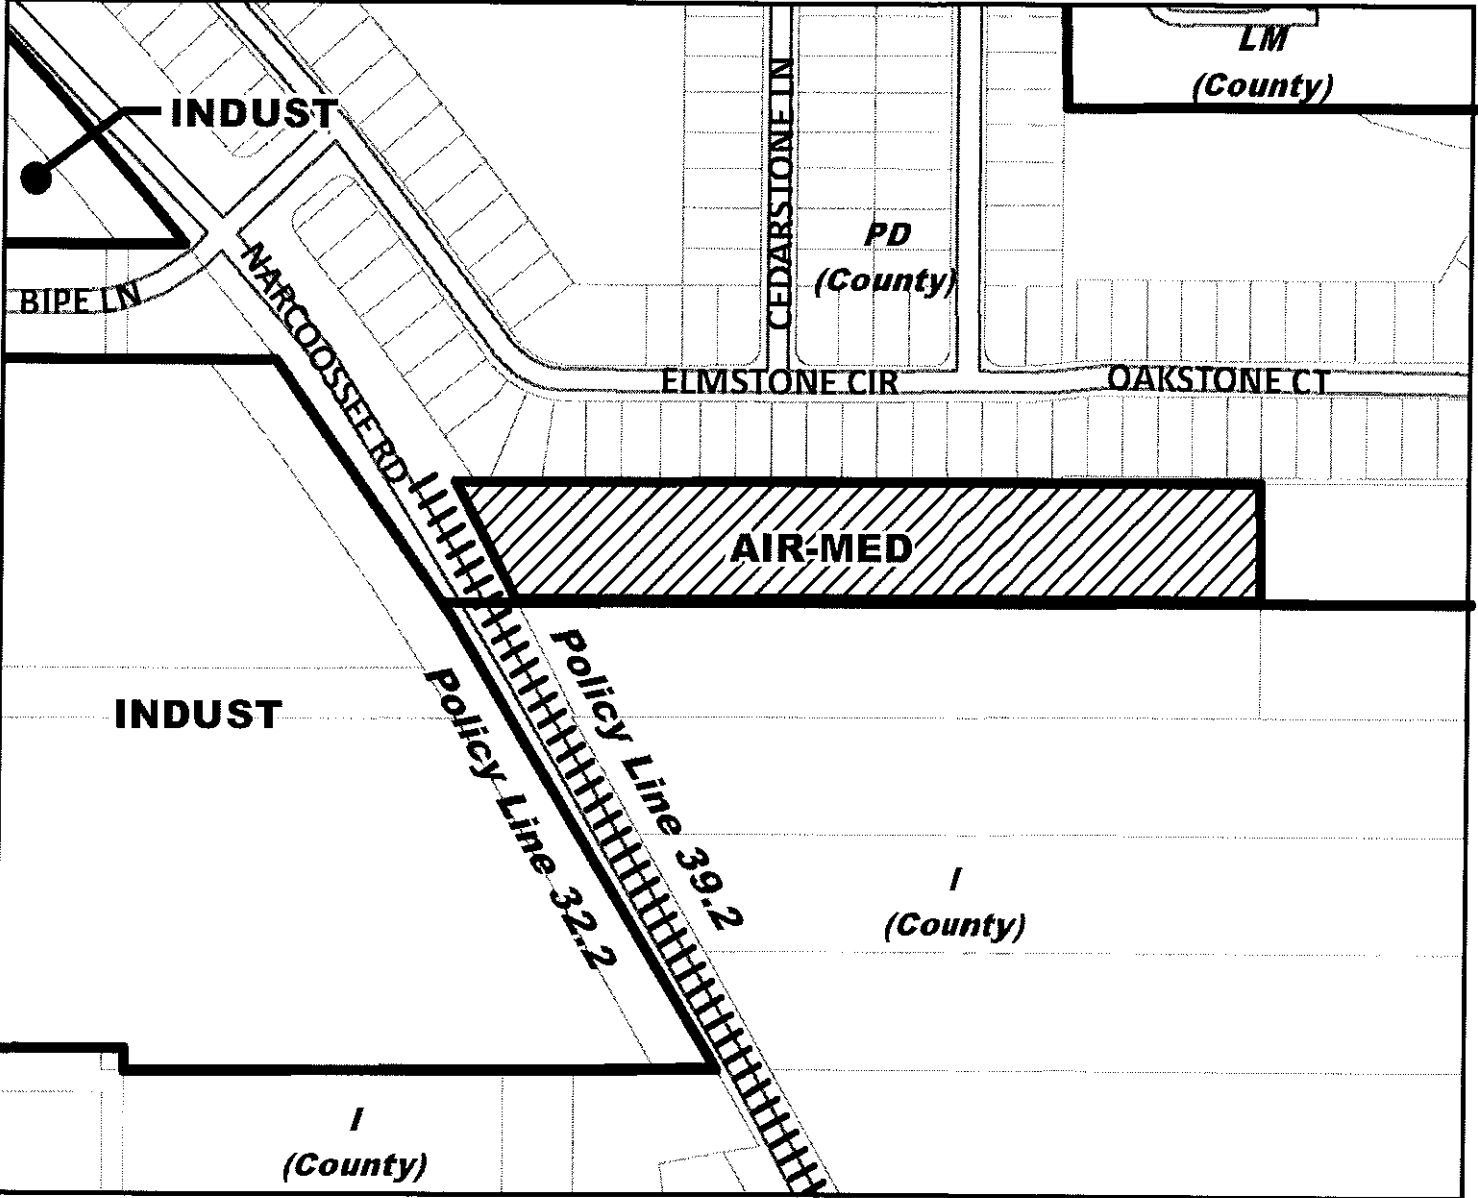 LM
(County)
INDUST
CEDARSTONE LN
PD
(County)
BIPE LN
NARCOOSSEE RD
ELMSTONE CIR
OAKSTONE CT
AIR-MED
Policy Line 39.2
Policy Line 32.2
INDUST
I
(County)
I
(County)